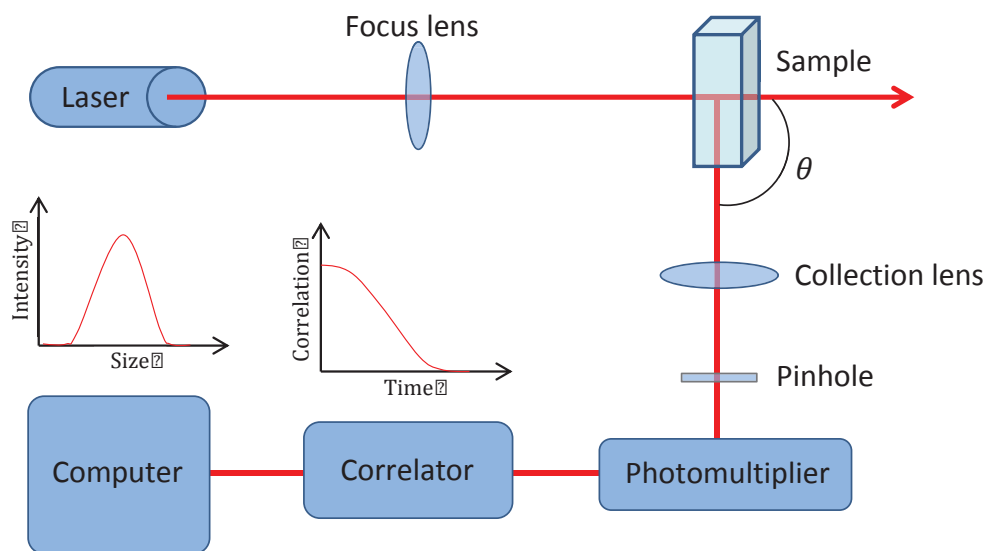 Focus lens
Laser
Sample
θ
Intensity
Size
Correlation
Time
Collection lens
Pinhole
Computer
Correlator
Photomultiplier